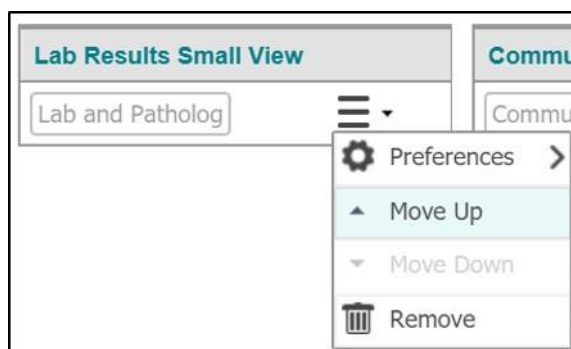 Lab Results Small View
Commu
Lab and Patholog
Commu
Preferences
Move Up
Move Down
Remove